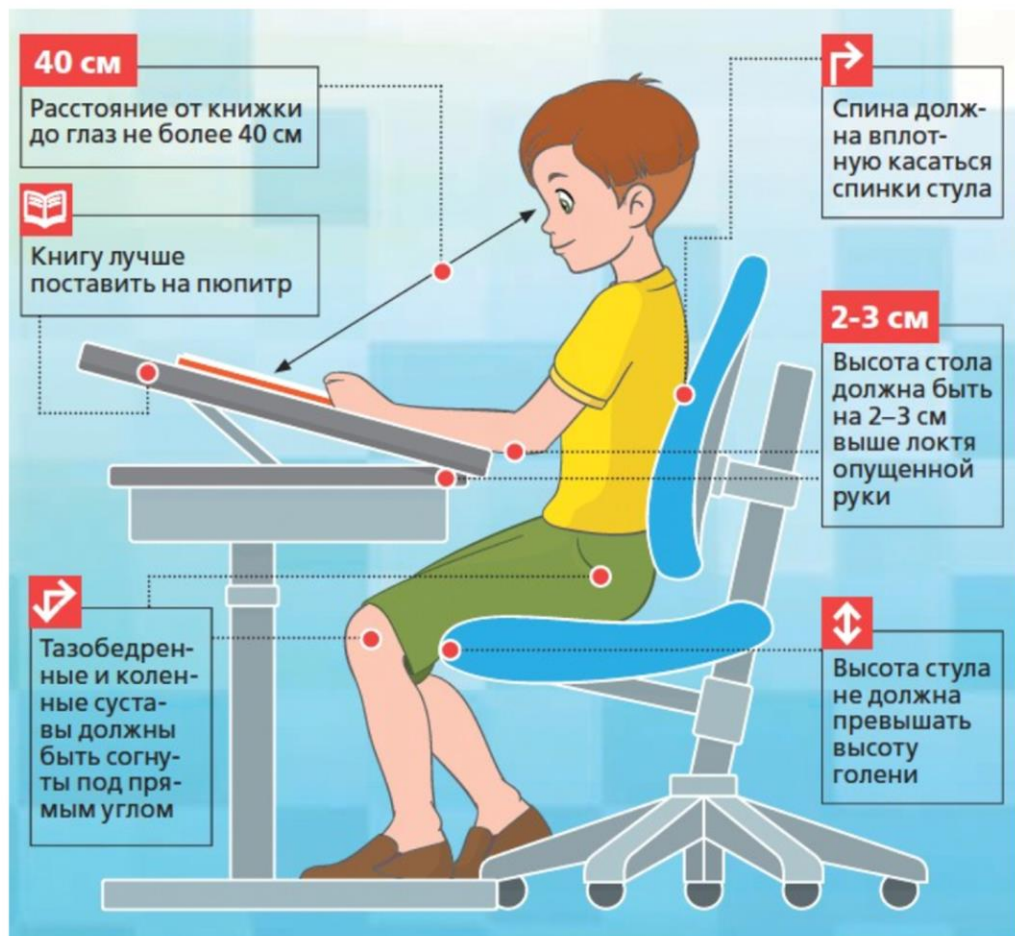 40 см
Расстояние от книжки
до глаз не более 40 см
Книгу лучше
поставить на пюпитр
Тазобедрен-
ные и колен-
ные суста-
вы должны
быть согну-
ты под пря-
мым углом
Спина долж-
на вплот-
ную касаться
спинки стула
2-3 см
Высота стола
должна быть
на 2–3 см
выше локтя
опущенной
руки
Высота стула
не должна
превышать
высоту
голени